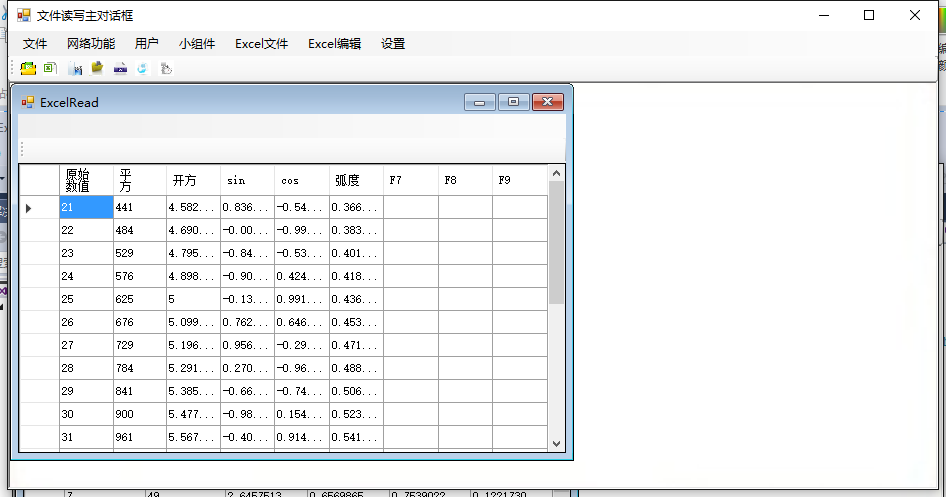 文件读写主对话框
文件 网络功能 用户 小组件 Excel文件 Excel编辑 设置
ExcelRead
原始数值 平方 开方 sin cos 弧度 F7 F8 F9
21 441 4.582... 0.836... -0.54... 0.366...
22 484 4.690... -0.00... -0.99... 0.383...
23 529 4.795... -0.84... -0.53... 0.401...
24 576 4.898... -0.90... 0.424... 0.418...
25 625 5 -0.13... 0.991... 0.436...
26 676 5.099... 0.762... 0.646... 0.453...
27 729 5.196... 0.956... -0.29... 0.471...
28 784 5.291... 0.270... -0.96... 0.488...
29 841 5.385... -0.66... -0.74... 0.506...
30 900 5.477... -0.98... 0.154... 0.523...
31 961 5.567... -0.40... 0.914... 0.541...
7 49 2.6457513 0.6569865 0.7539022 0.1221730